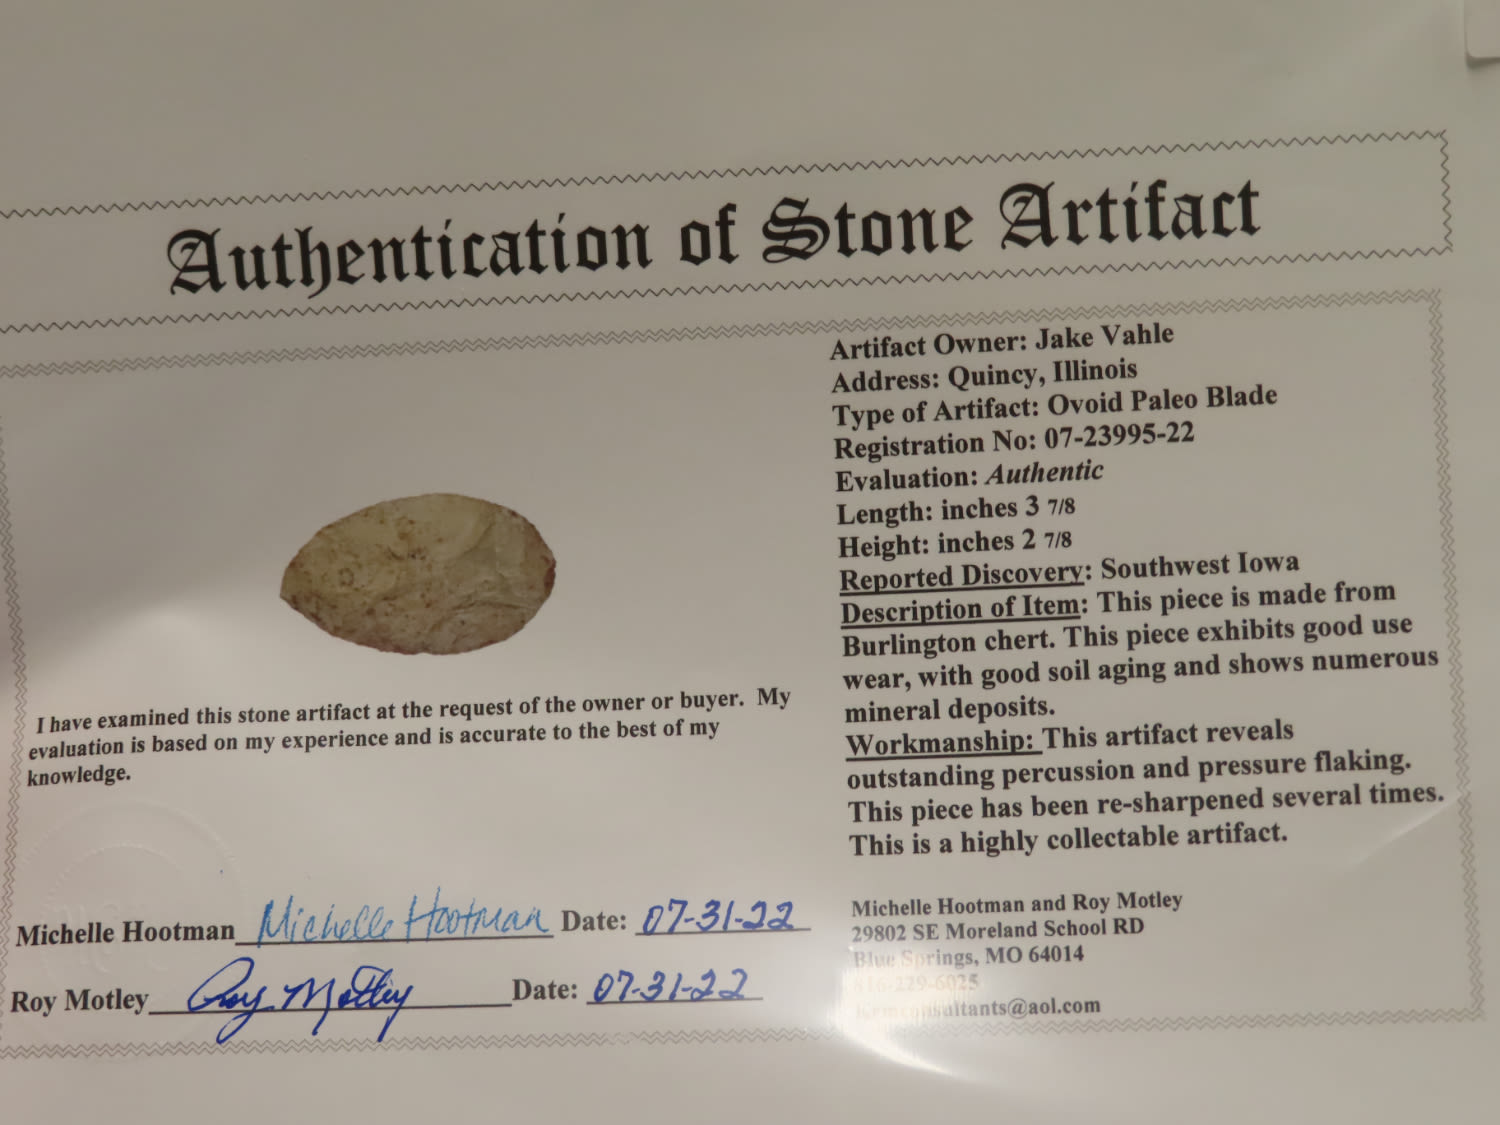 Authentication of Stone Artifact
Artifact Owner: Jake Vahle
Address: Quincy, Illinois
Type of Artifact: Ovoid Paleo Blade
Registration No: 07-23995-22
Evaluation: Authentic
Length: inches 3 7/8
Height: inches 2 7/8
Reported Discovery: Southwest Iowa
Description of Item: This piece is made from
Burlington chert. This piece exhibits good use
wear, with good soil aging and shows numerous
mineral deposits.
Workmanship: This artifact reveals
outstanding percussion and pressure flaking.
This piece has been re-sharpened several times.
This is a highly collectable artifact.
I have examined this stone artifact at the request of the owner or buyer. My
evaluation is based on my experience and is accurate to the best of my
knowledge.
Michelle Hootman Michelle Hootman Date: 07-31-22
Roy Motley Roy Motley Date: 07-31-22
Michelle Hootman and Roy Motley
29802 SE Moreland School RD
Blue Springs, MO 64014
816-229-6025